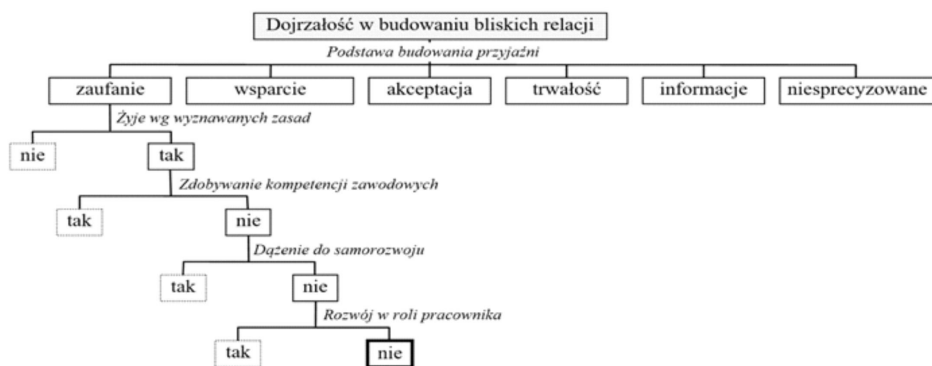 Dojrzałość w budowaniu bliskich relacji
Podstawa budowania przyjaźni
zaufanie wsparcie akceptacja trwałość informacje niesprecyzowane
Żyje wg wyznawanych zasad
nie tak
Zdobywanie kompetencji zawodowych
tak nie
Dążenie do samorozwoju
tak nie
Rozwój w roli pracownika
tak nie